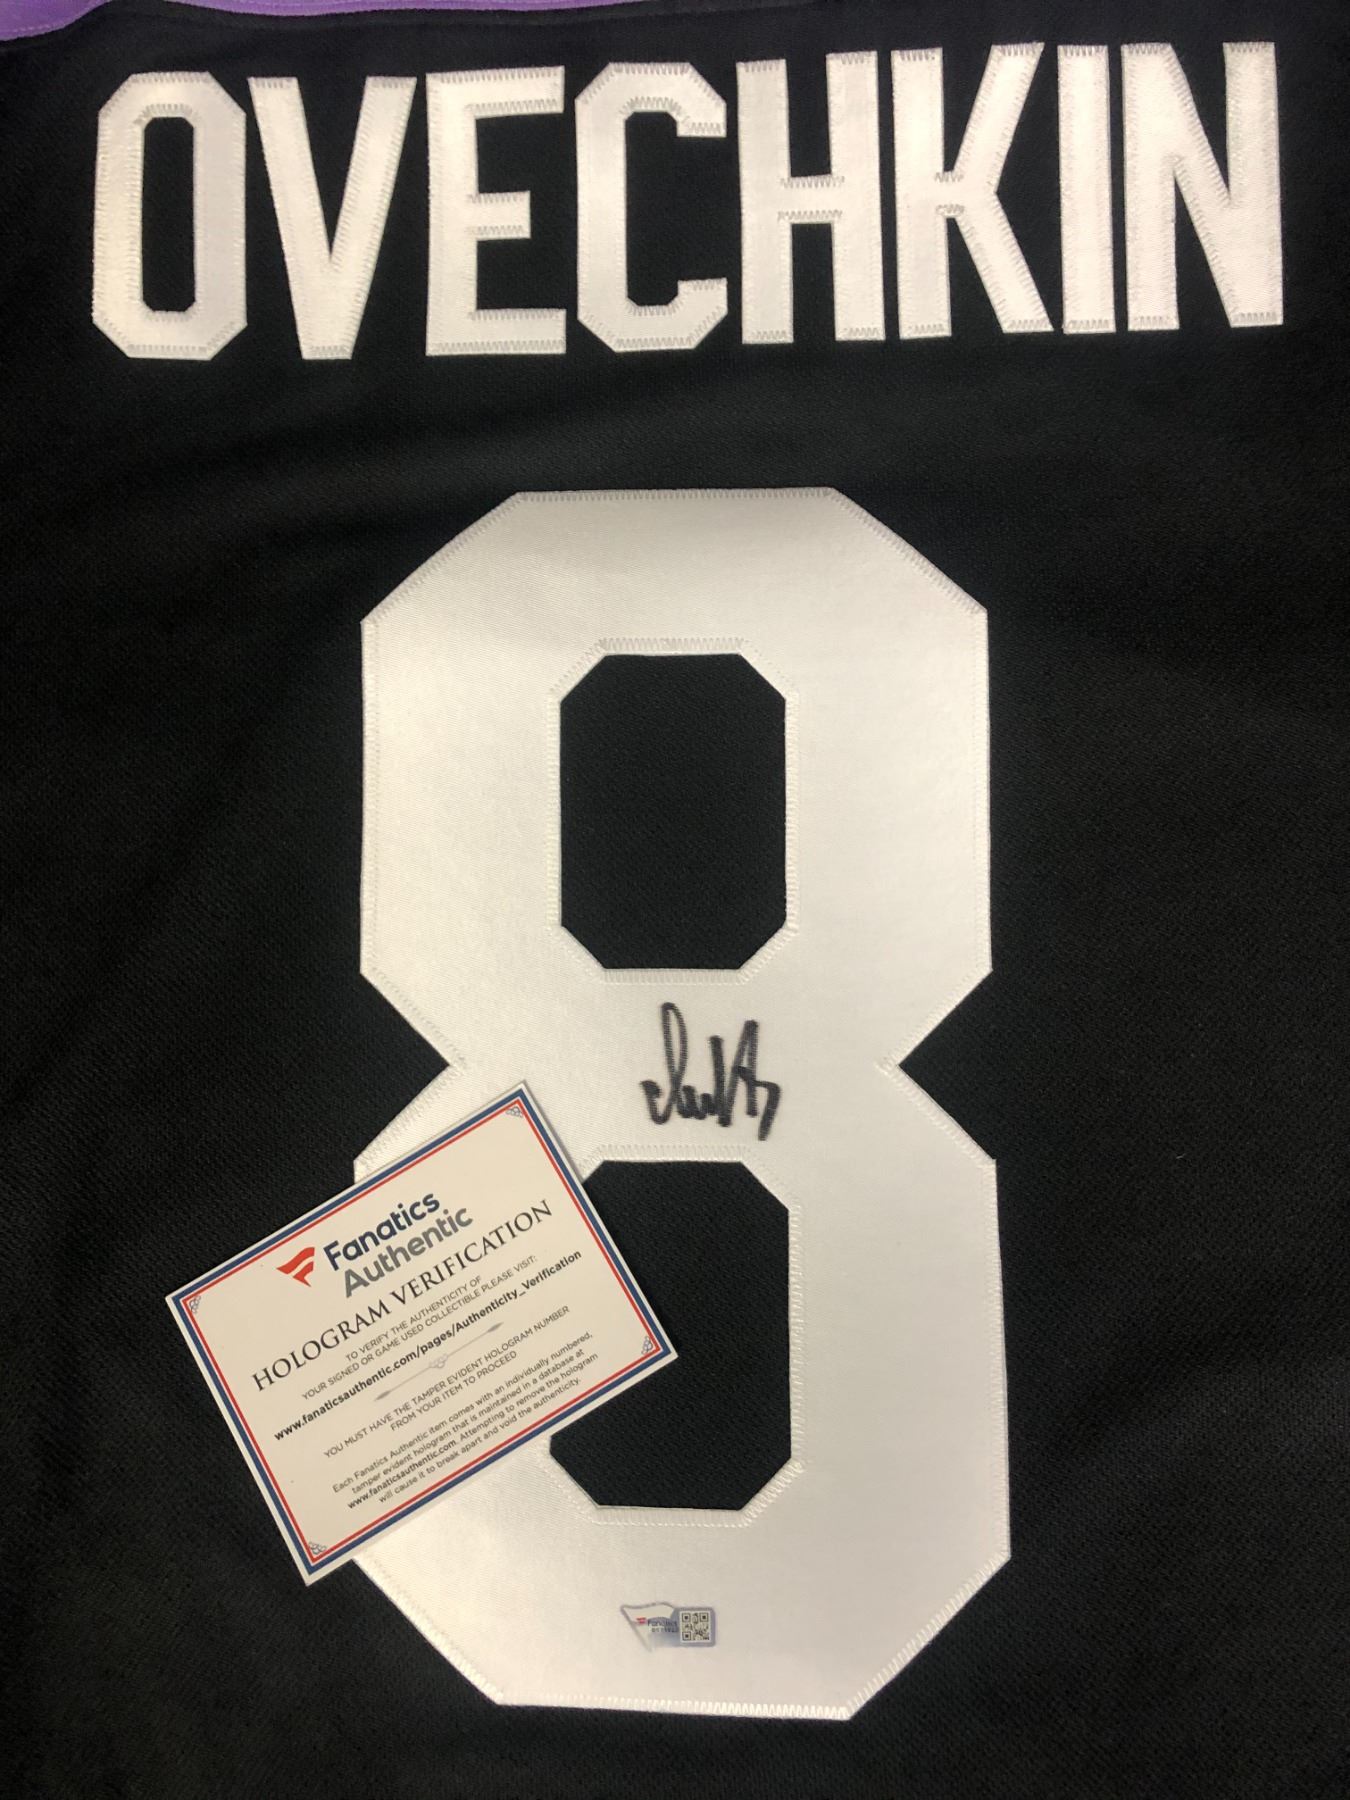 OVECHKIN
8
Fanatics
Authentic
HOLOGRAM VERIFICATION
TO VERIFY THE AUTHENTICITY OF
YOUR SIGNED OR GAME USED COLLECTIBLE PLEASE VISIT:
www.fanaticsauthentic.com/pages/Authenticity_Verification
YOU MUST HAVE THE TAMPER EVIDENT HOLOGRAM NUMBER
FROM YOUR ITEM TO PROCEED
Each Fanatics Authentic item comes with an individually numbered,
tamper evident hologram that is maintained in a database at
www.fanaticsauthentic.com. Attempting to remove the hologram
will cause it to break apart and void the authenticity.
Fanatics